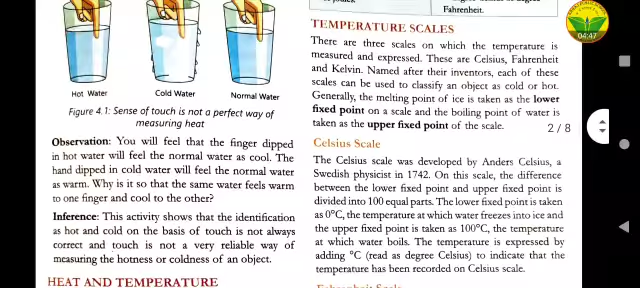 Hot Water
Cold Water
Normal Water
Figure 4.1: Sense of touch is not a perfect way of
measuring heat
Observation: You will feel that the finger dipped
in hot water will feel the normal water as cool. The
hand dipped in cold water will feel the normal water
as warm. Why is it so that the same water feels warm
to one finger and cool to the other?
Inference: This activity shows that the identification
as hot and cold on the basis of touch is not always
correct and touch is not a very reliable way of
measuring the hotness or coldness of an object.
HEAT AND TEMPERATURE
Fahrenheit.
TEMPERATURE SCALES
There are three scales on which the temperature is
measured and expressed. These are Celsius, Fahrenheit
and Kelvin. Named after their inventors, each of these
scales can be used to classify an object as cold or hot.
Generally, the melting point of ice is taken as the lower
fixed point on a scale and the boiling point of water is
taken as the upper fixed point of the scale.
2/8
Celsius Scale
The Celsius scale was developed by Anders Celsius, a
Swedish physicist in 1742. On this scale, the difference
between the lower fixed point and upper fixed point is
divided into 100 equal parts. The lower fixed point is taken
as 0°C, the temperature at which water freezes into ice and
the upper fixed point is taken as 100°C, the temperature
at which water boils. The temperature is expressed by
adding °C (read as degree Celsius) to indicate that the
temperature has been recorded on Celsius scale.
Fahrenheit Scale
04:47